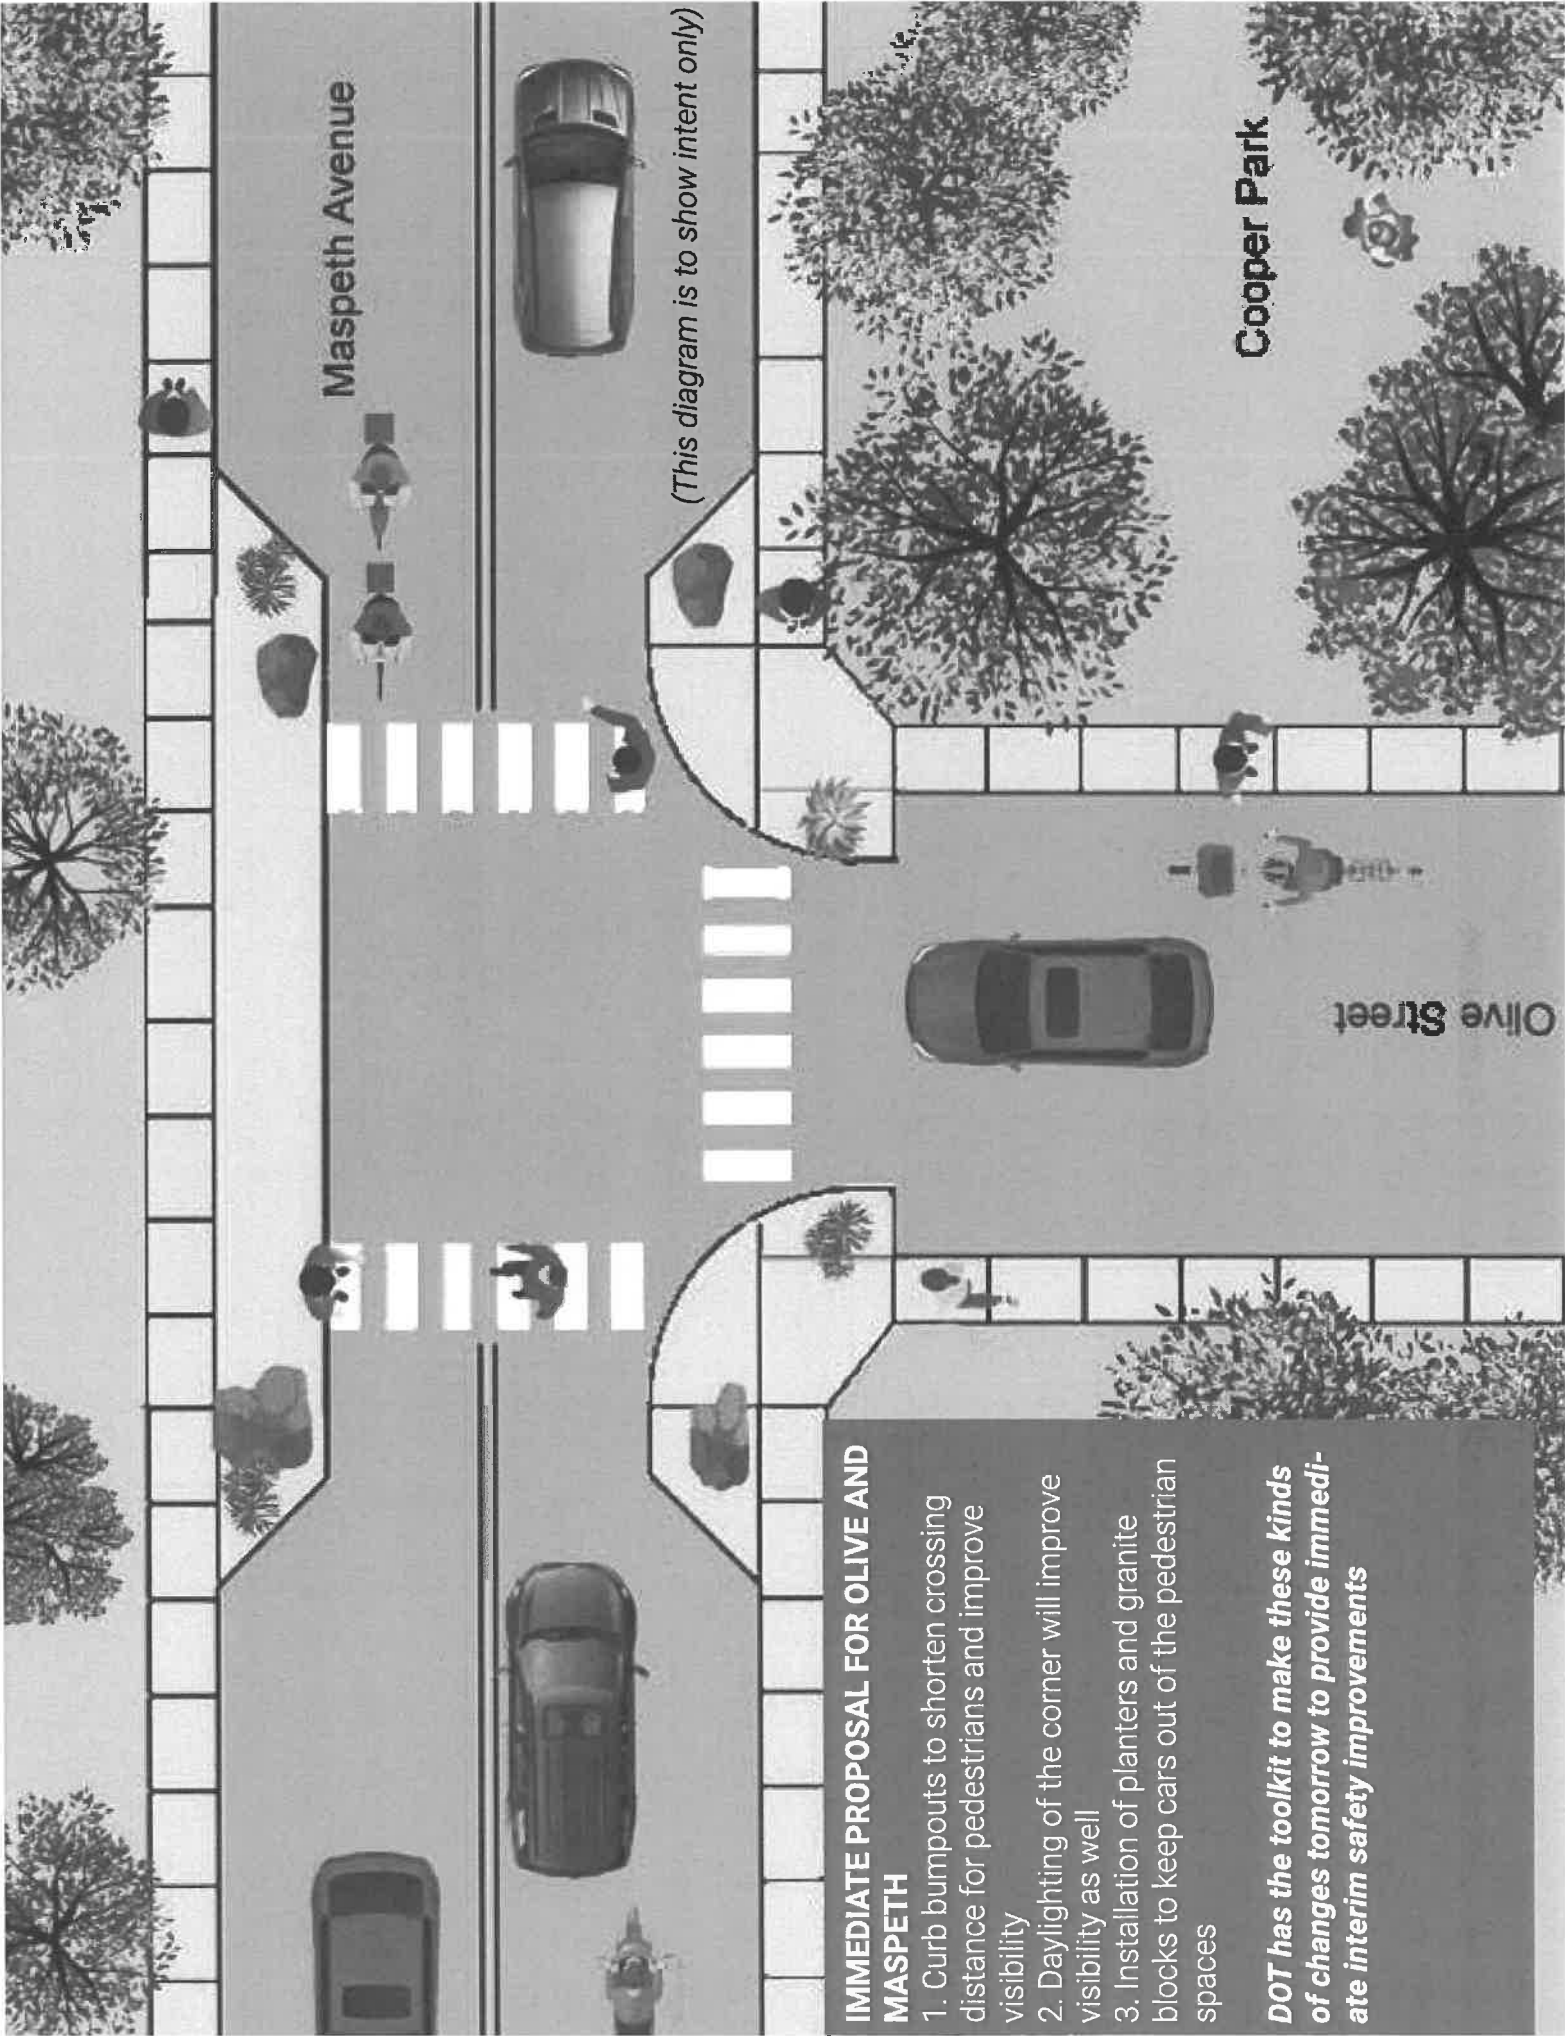 Maspeth Avenue
(This diagram is to show intent only)
Cooper Park
Olive Street
IMMEDIATE PROPOSAL FOR OLIVE AND
MASPETH
1. Curb bumpouts to shorten crossing
distance for pedestrians and improve
visibility
2. Daylighting of the corner will improve
visibility as well
3. Installation of planters and granite
blocks to keep cars out of the pedestrian
spaces
DOT has the toolkit to make these kinds
of changes tomorrow to provide immedi-
ate interim safety improvements